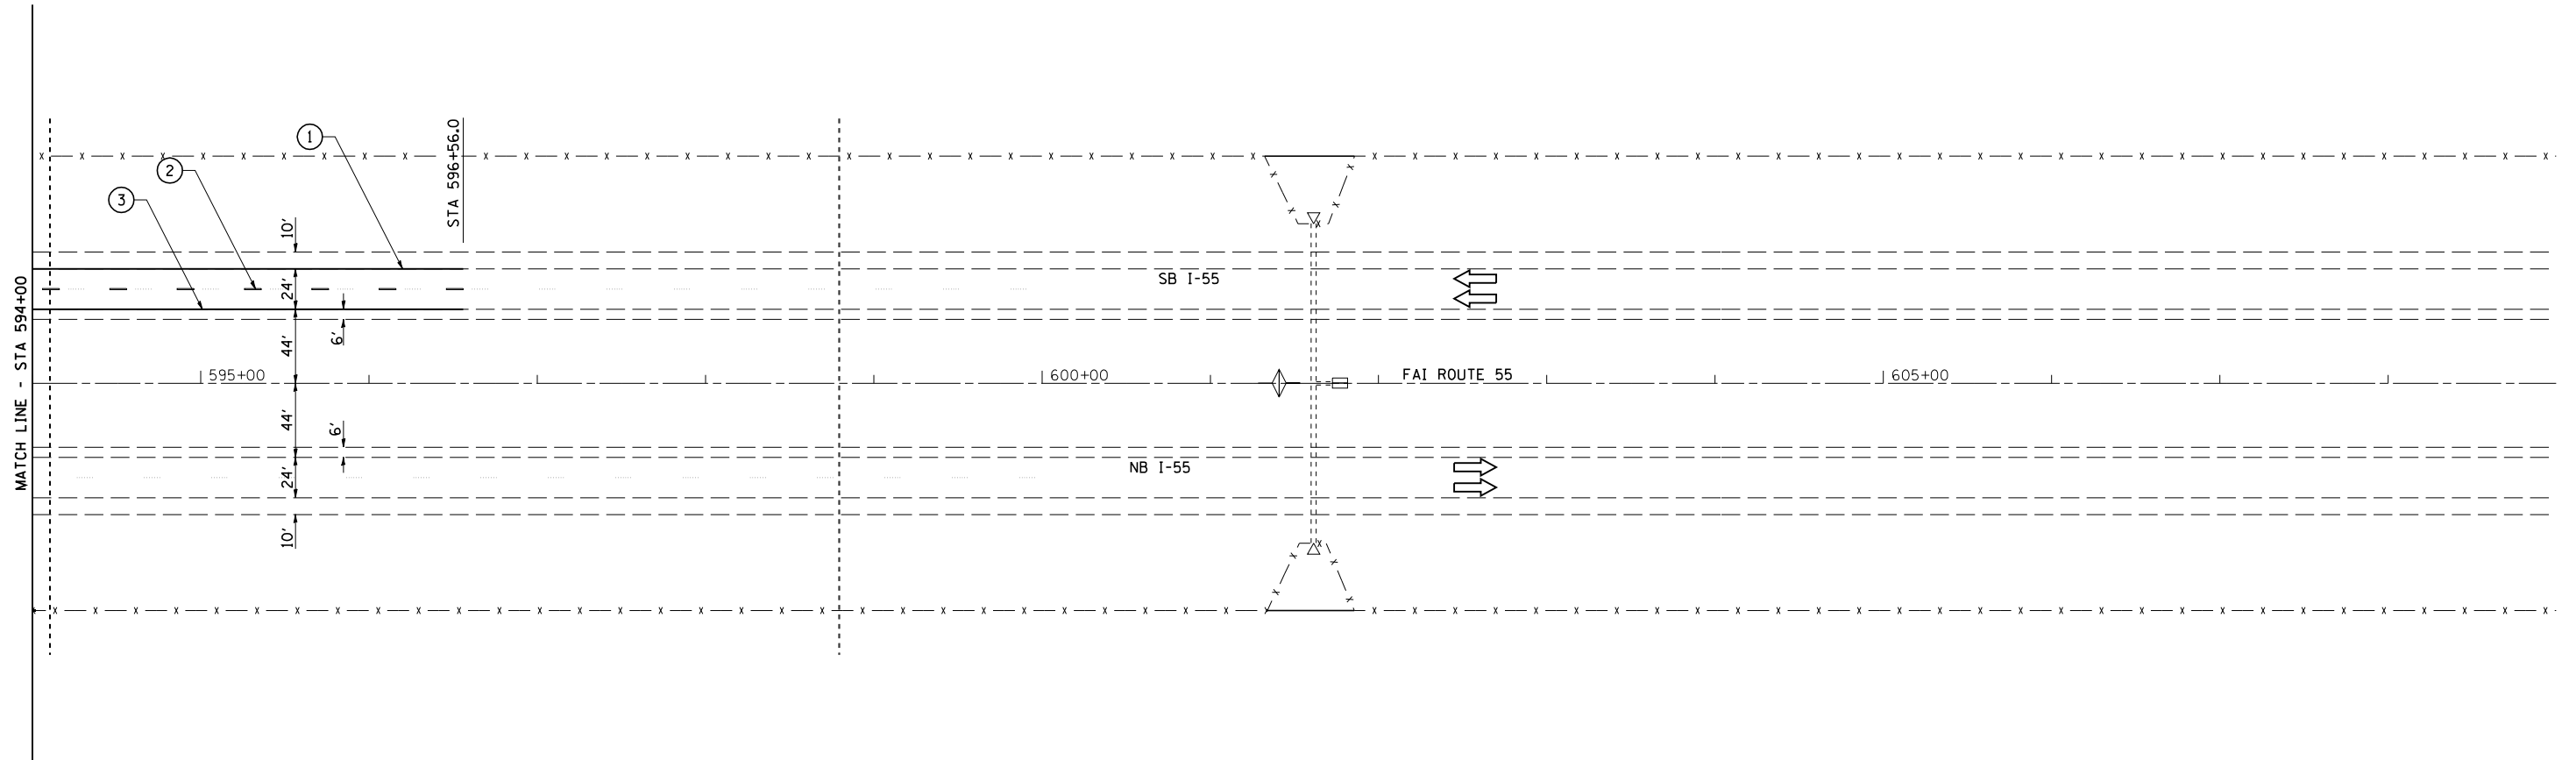 MATCH LINE - STA 594+00
1
2
3
STA 596+56.0
10'
24'
44'
6'
SB I-55
595+00
600+00
FAI ROUTE 55
605+00
44'
6'
24'
10'
NB I-55